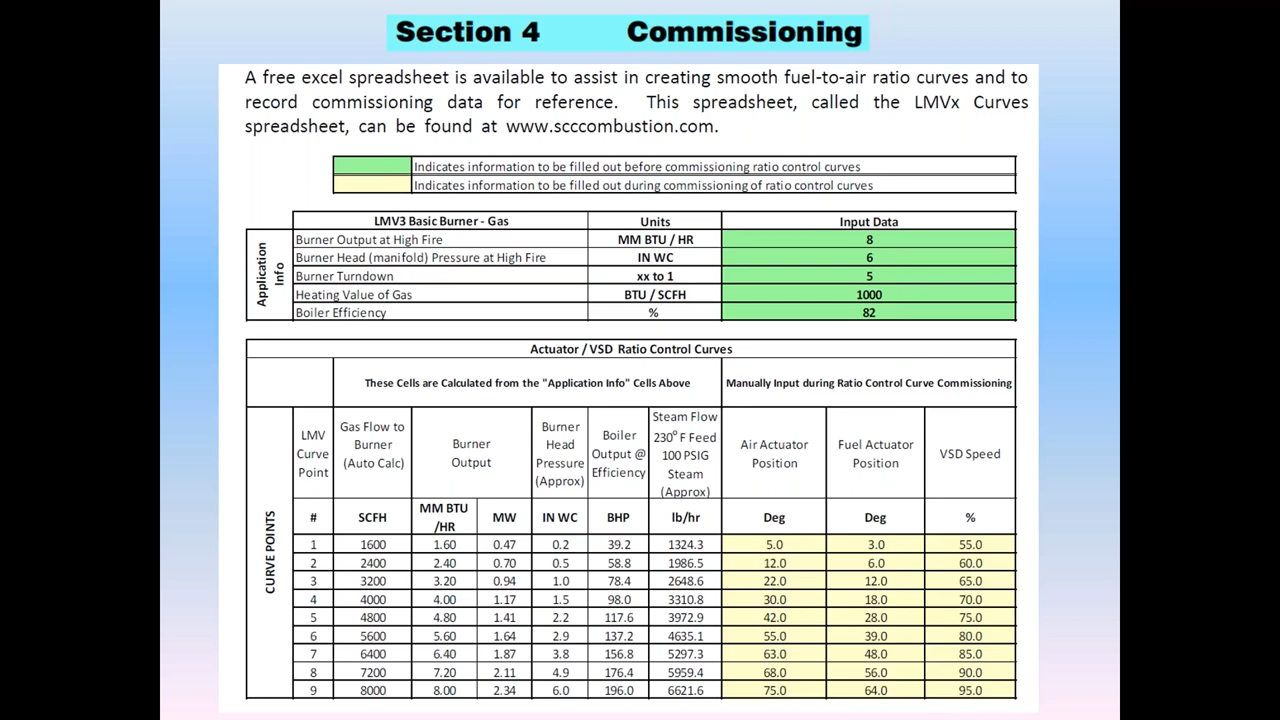 Section 4 Commissioning
A free excel spreadsheet is available to assist in creating smooth fuel-to-air ratio curves and to
record commissioning data for reference. This spreadsheet, called the LMVx Curves
spreadsheet, can be found at www.scccombustion.com.
Indicates information to be filled out before commissioning ratio control curves
Indicates information to be filled out during commissioning of ratio control curves
LMV3 Basic Burner - Gas Units Input Data
Application Info
Burner Output at High Fire MM BTU / HR 8
Burner Head (manifold) Pressure at High Fire IN WC 6
Burner Turndown xx to 1 5
Heating Value of Gas BTU / SCFH 1000
Boiler Efficiency % 82
Actuator / VSD Ratio Control Curves
These Cells are Calculated from the "Application Info" Cells Above Manually Input during Ratio Control Curve Commissioning
CURVE POINTS
LMV
Curve
Point
Gas Flow to
Burner
(Auto Calc)
Burner
Output
Burner
Head
Pressure
(Approx)
Boiler
Output @
Efficiency
Steam Flow
230° F Feed
100 PSIG
Steam
(Approx)
Air Actuator
Position
Fuel Actuator
Position
VSD Speed
# SCFH MM BTU /HR MW IN WC BHP lb/hr Deg Deg %
1 1600 1.60 0.47 0.2 39.2 1324.3 5.0 3.0 55.0
2 2400 2.40 0.70 0.5 58.8 1986.5 12.0 6.0 60.0
3 3200 3.20 0.94 1.0 78.4 2648.6 22.0 12.0 65.0
4 4000 4.00 1.17 1.5 98.0 3310.8 30.0 18.0 70.0
5 4800 4.80 1.41 2.2 117.6 3972.9 42.0 28.0 75.0
6 5600 5.60 1.64 2.9 137.2 4635.1 55.0 39.0 80.0
7 6400 6.40 1.87 3.8 156.8 5297.3 63.0 48.0 85.0
8 7200 7.20 2.11 4.9 176.4 5959.4 68.0 56.0 90.0
9 8000 8.00 2.34 6.0 196.0 6621.6 75.0 64.0 95.0